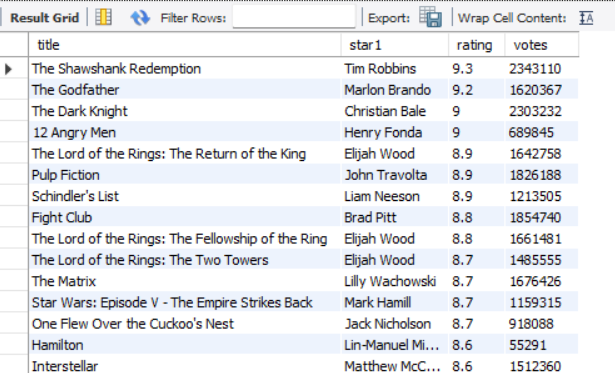 Result Grid Filter Rows: Export: Wrap Cell Content: IA
title star1 rating votes
The Shawshank Redemption Tim Robbins 9.3 2343110
The Godfather Marlon Brando 9.2 1620367
The Dark Knight Christian Bale 9 2303232
12 Angry Men Henry Fonda 9 689845
The Lord of the Rings: The Return of the King Elijah Wood 8.9 1642758
Pulp Fiction John Travolta 8.9 1826188
Schindler's List Liam Neeson 8.9 1213505
Fight Club Brad Pitt 8.8 1854740
The Lord of the Rings: The Fellowship of the Ring Elijah Wood 8.8 1661481
The Lord of the Rings: The Two Towers Elijah Wood 8.7 1485555
The Matrix Lilly Wachowski 8.7 1676426
Star Wars: Episode V - The Empire Strikes Back Mark Hamill 8.7 1159315
One Flew Over the Cuckoo's Nest Jack Nicholson 8.7 918088
Hamilton Lin-Manuel Mi... 8.6 55291
Interstellar Matthew McC... 8.6 1512360